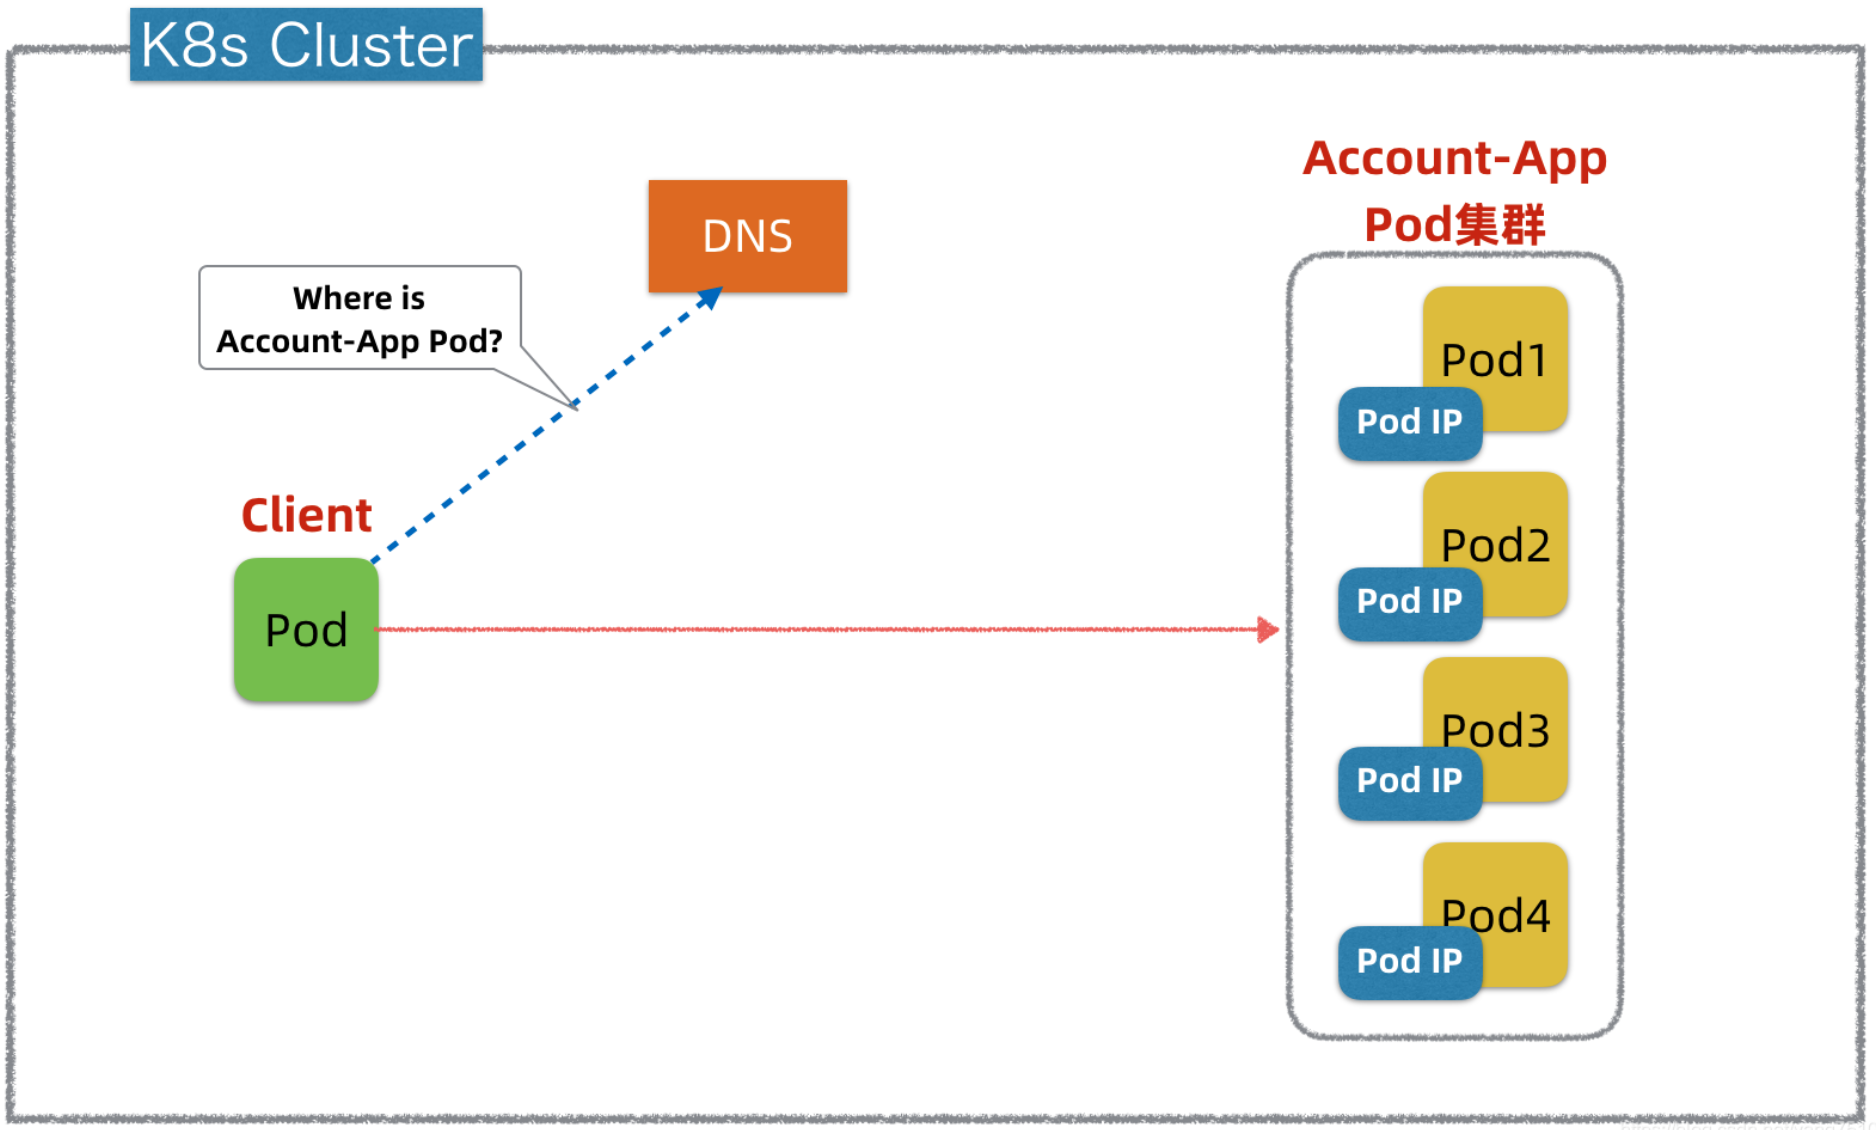 K8s Cluster
Account-App
Pod集群
DNS
Where is
Account-App Pod?
Client
Pod
Pod1
Pod IP
Pod2
Pod IP
Pod3
Pod IP
Pod4
Pod IP